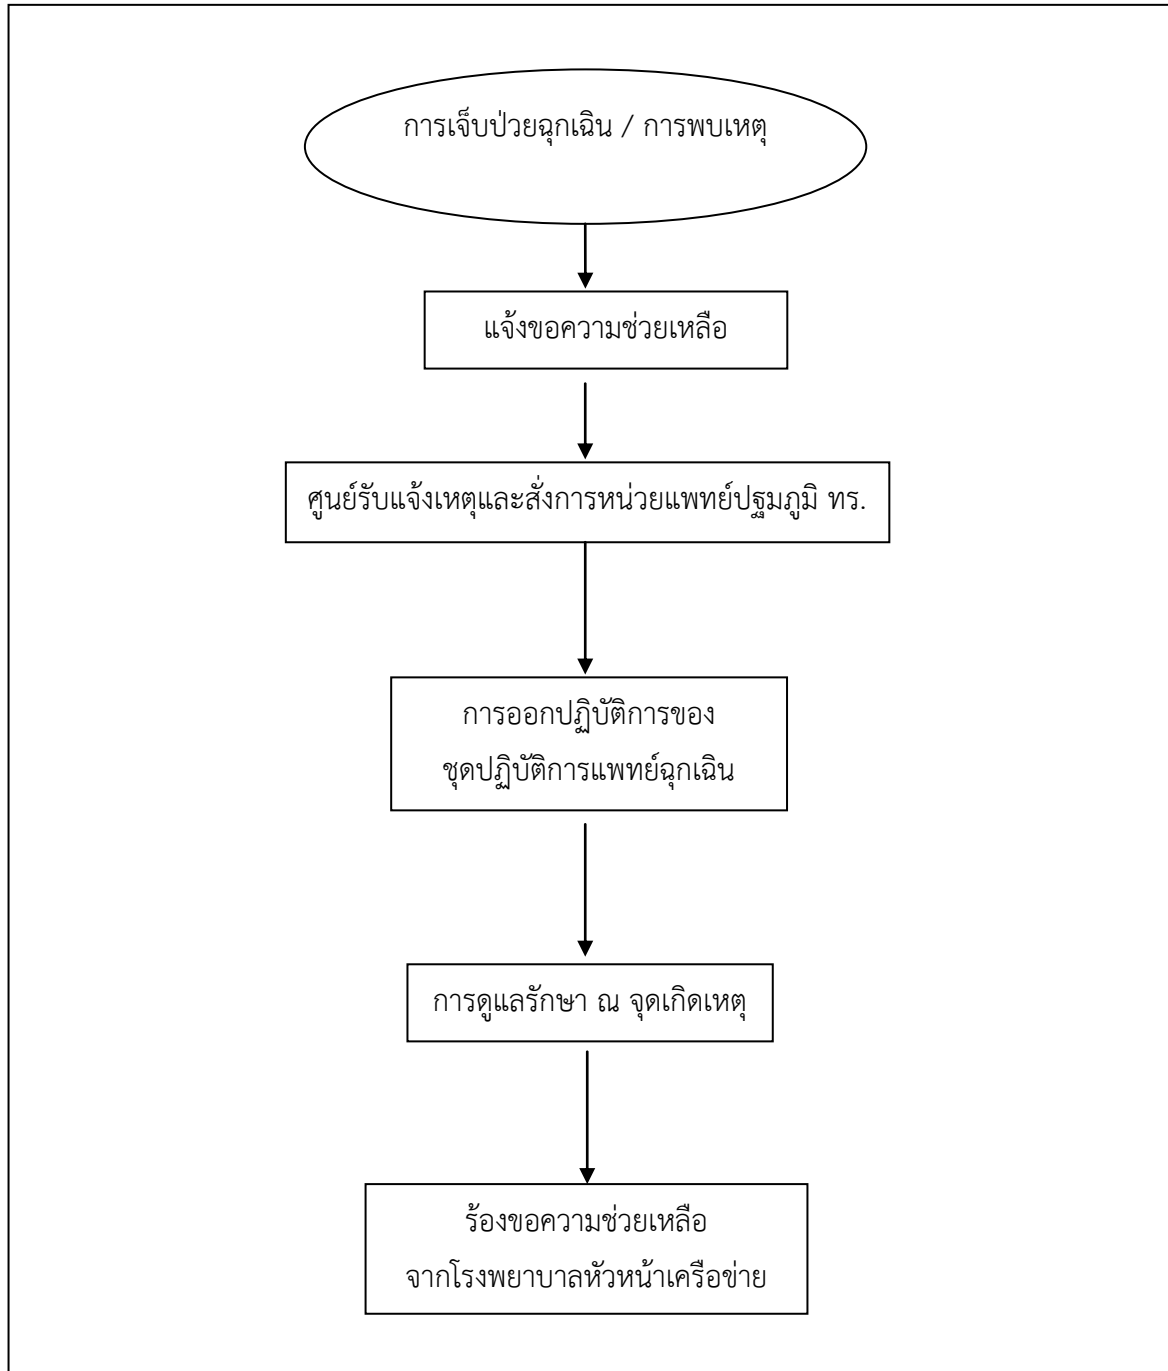 การเจ็บป่วยฉุกเฉิน / การพบเหตุ
แจ้งขอความช่วยเหลือ
ศูนย์รับแจ้งเหตุและสั่งการหน่วยแพทย์ปฐมภูมิ ทร.
การออกปฏิบัติการของ
ชุดปฏิบัติการแพทย์ฉุกเฉิน
การดูแลรักษา ณ จุดเกิดเหตุ
ร้องขอความช่วยเหลือ
จากโรงพยาบาลหัวหน้าเครือข่าย